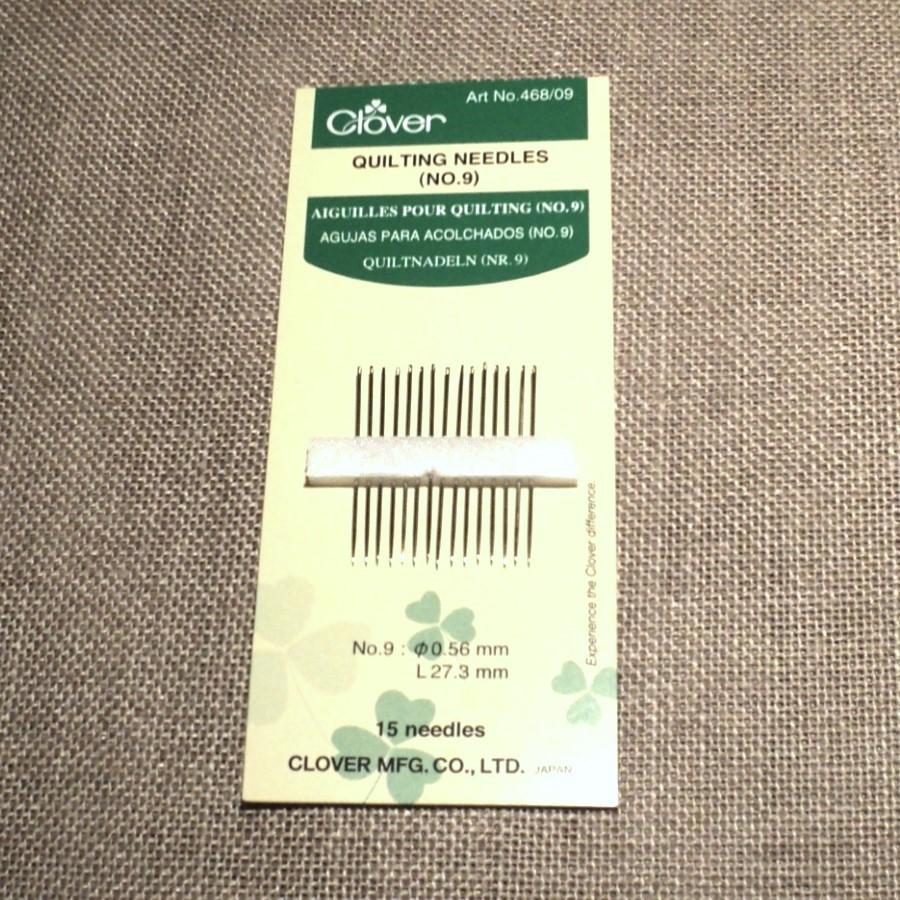 Clover
Art No.468/09
QUILTING NEEDLES
(NO.9)
AIGUILLES POUR QUILTING (NO.9)
AGUJAS PARA ACOLCHADOS (NO.9)
QUILTNADELN (NR.9)
Experience the Clover difference.
No.9 : ϕ0.56 mm
L 27.3 mm
15 needles
CLOVER MFG. CO., LTD. JAPAN